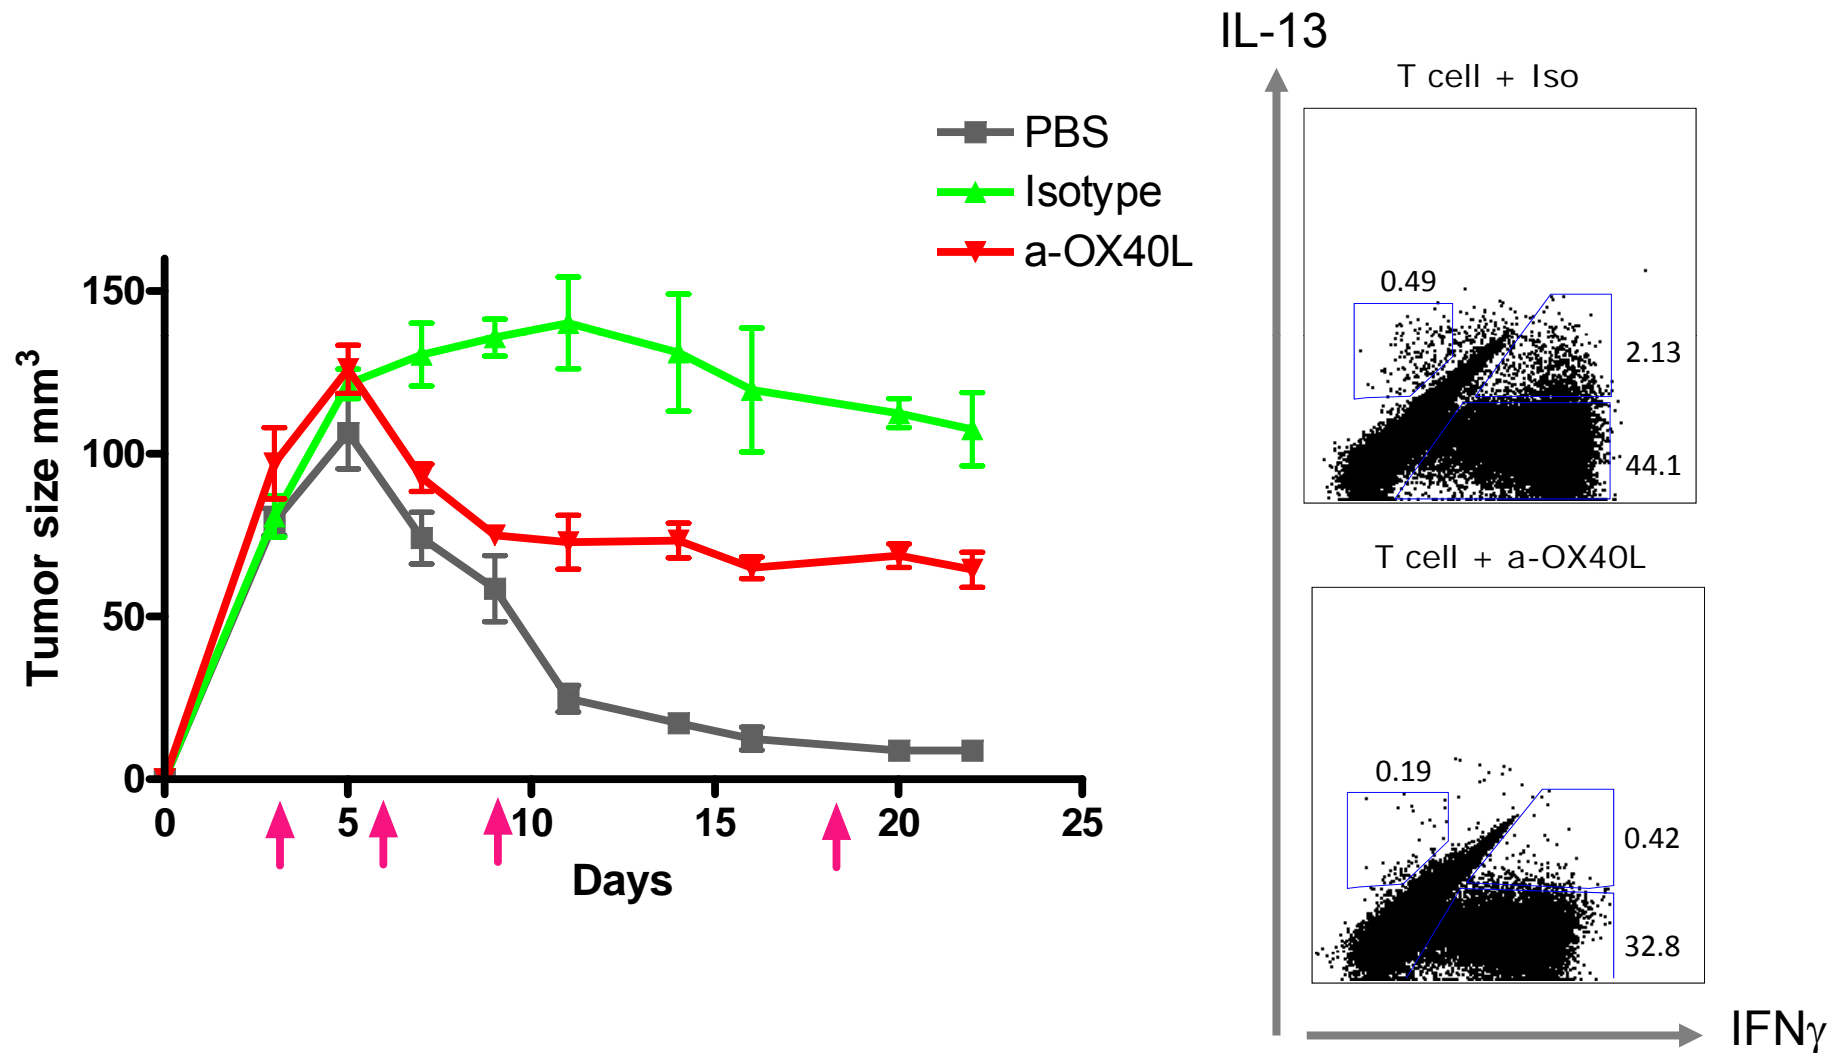 PBS
Isotype
a-OX40L
Tumor size mm³
150
100
50
0
0
5
10
15
20
25
Days
IL-13
T cell + Iso
0.49
2.13
44.1
T cell + a-OX40L
0.19
0.42
32.8
IFNγ